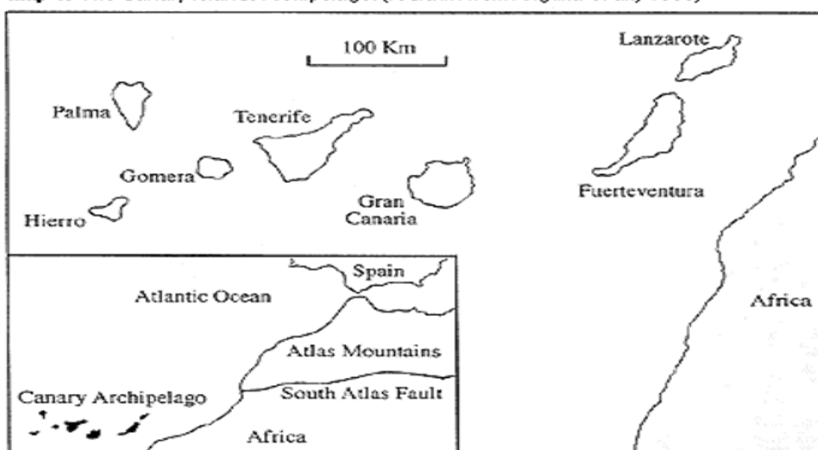 100 Km
Lanzarote
Palma
Tenerife
Gomera
Fuerteventura
Gran
Canaria
Hierro
Spain
Atlantic Ocean
Africa
Atlas Mountains
South Atlas Fault
Canary Archipelago
Africa